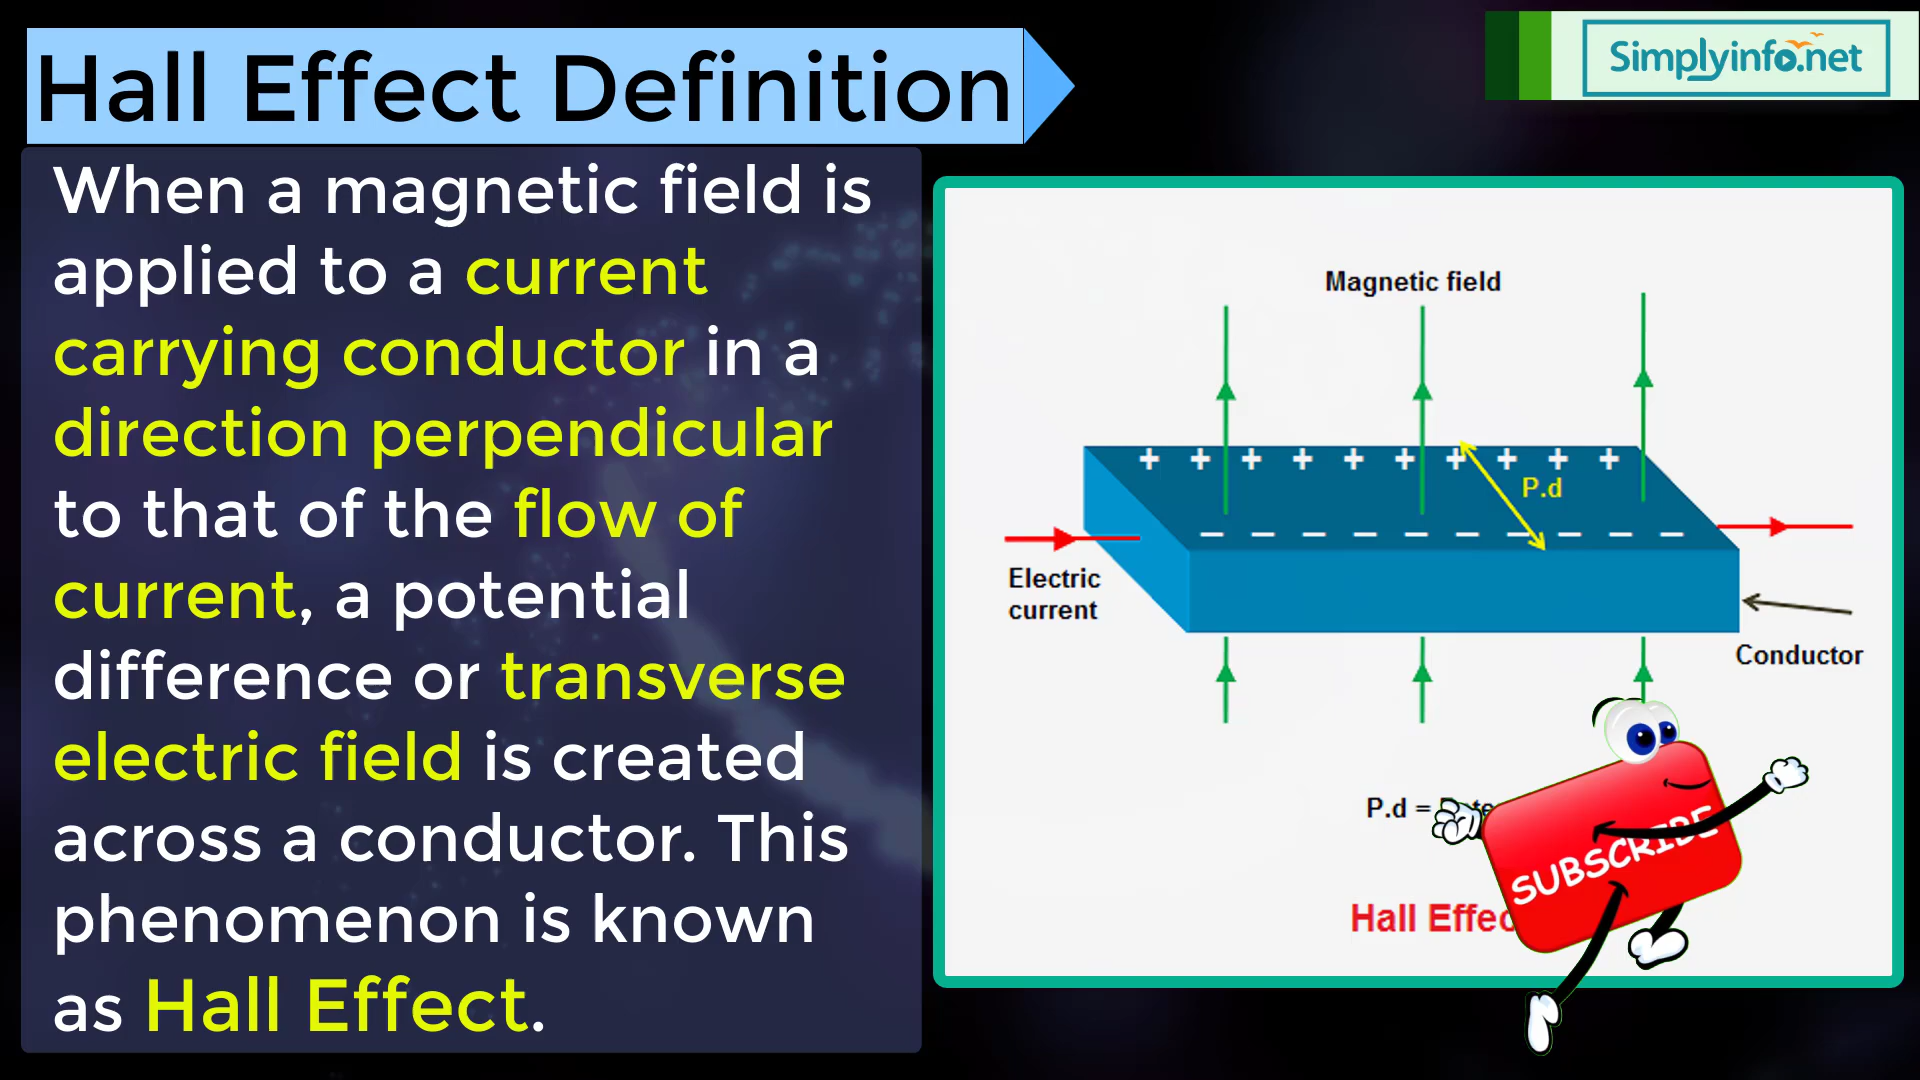 Hall Effect Definition
Simplyinfo.net
When a magnetic field is
applied to a current
carrying conductor in a
direction perpendicular
to that of the flow of
current, a potential
difference or transverse
electric field is created
across a conductor. This
phenomenon is known
as Hall Effect.
Magnetic field
+ + + + + + + + + +
P.d
− − − − − − − − − −
Electric
current
Conductor
P.d =
SUBSCRIBE
Hall Effec